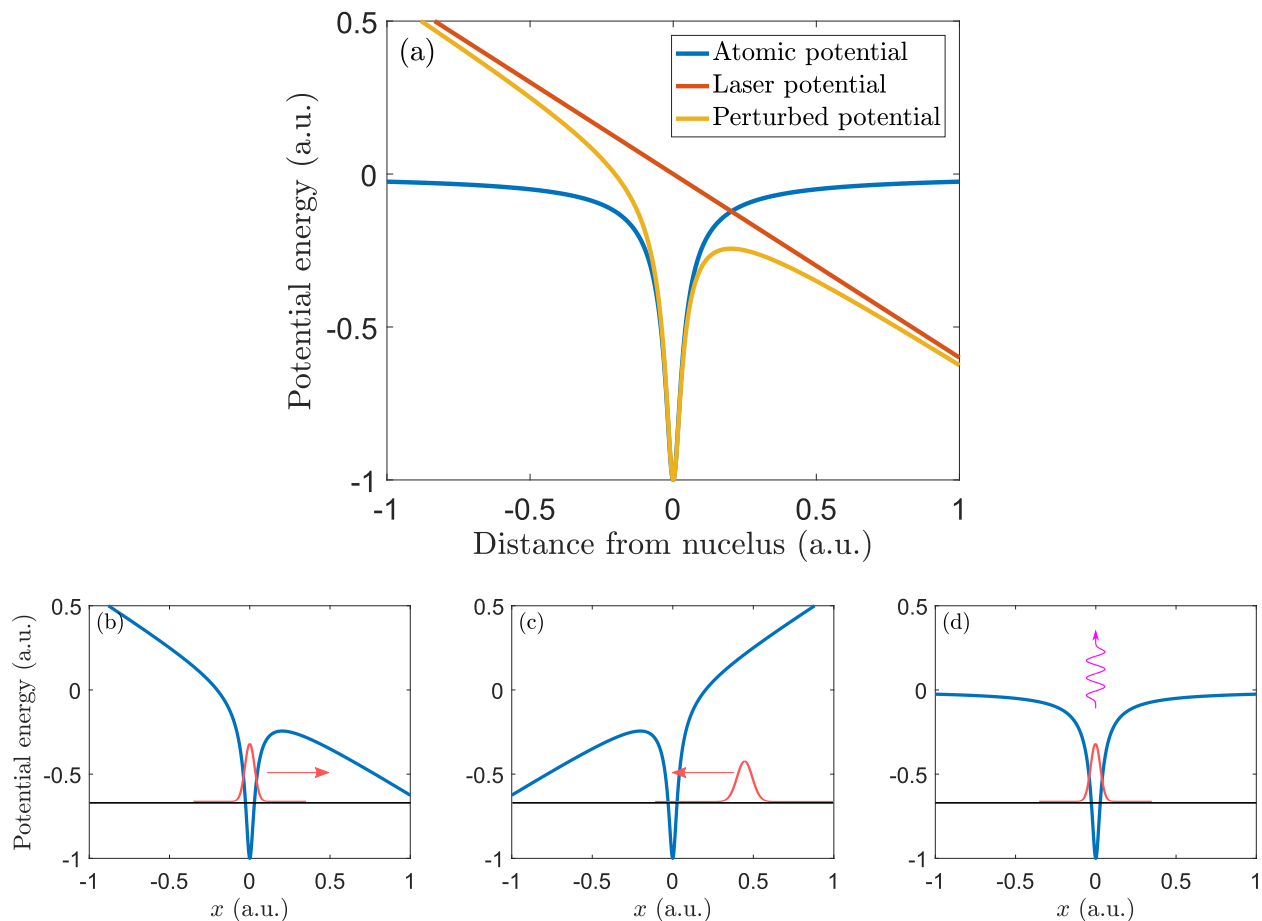 0.5
(a)
Atomic potential
Laser potential
Perturbed potential
0
-0.5
-1
Potential energy (a.u.)
-1 -0.5 0 0.5 1
Distance from nucelus (a.u.)
0.5
(b)
0
-0.5
-1
Potential energy (a.u.)
-1 -0.5 0 0.5 1
x (a.u.)
0.5
(c)
0
-0.5
-1
-1 -0.5 0 0.5 1
x (a.u.)
0.5
(d)
0
-0.5
-1
-1 -0.5 0 0.5 1
x (a.u.)